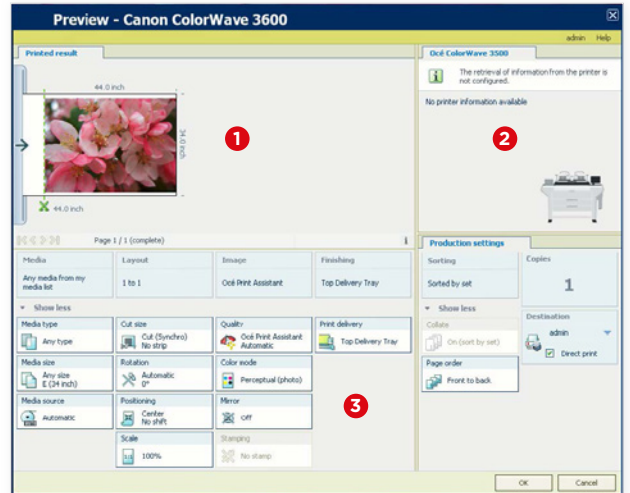 Preview - Canon ColorWave 3600
admin Help
Printed result
44.0 inch
34.0 inch
44.0 inch
1
Page 1 / 1 (complete)
Océ ColorWave 3500
The retrieval of information from the printer is
not configured.
No printer information available
2
Media
Any media from my
media list
Layout
1 to 1
Image
Océ Print Assistant
Finishing
Top Delivery Tray
Show less
Media type
Any type
Cut size
Cut (Synchro)
No strip
Quality
Océ Print Assistant
Automatic
Print delivery
Top Delivery Tray
Media size
Any size
E (34 inch)
Rotation
Automatic
0°
Color mode
Perceptual (photo)
Media source
Automatic
Positioning
Center
No shift
Mirror
Off
3
Scale
1:1
100%
Stamping
No stamp
Production settings
Sorting
Sorted by set
Copies
1
Show less
Collate
On (sort by set)
Destination
admin
Direct print
Page order
Front to back
OK
Cancel